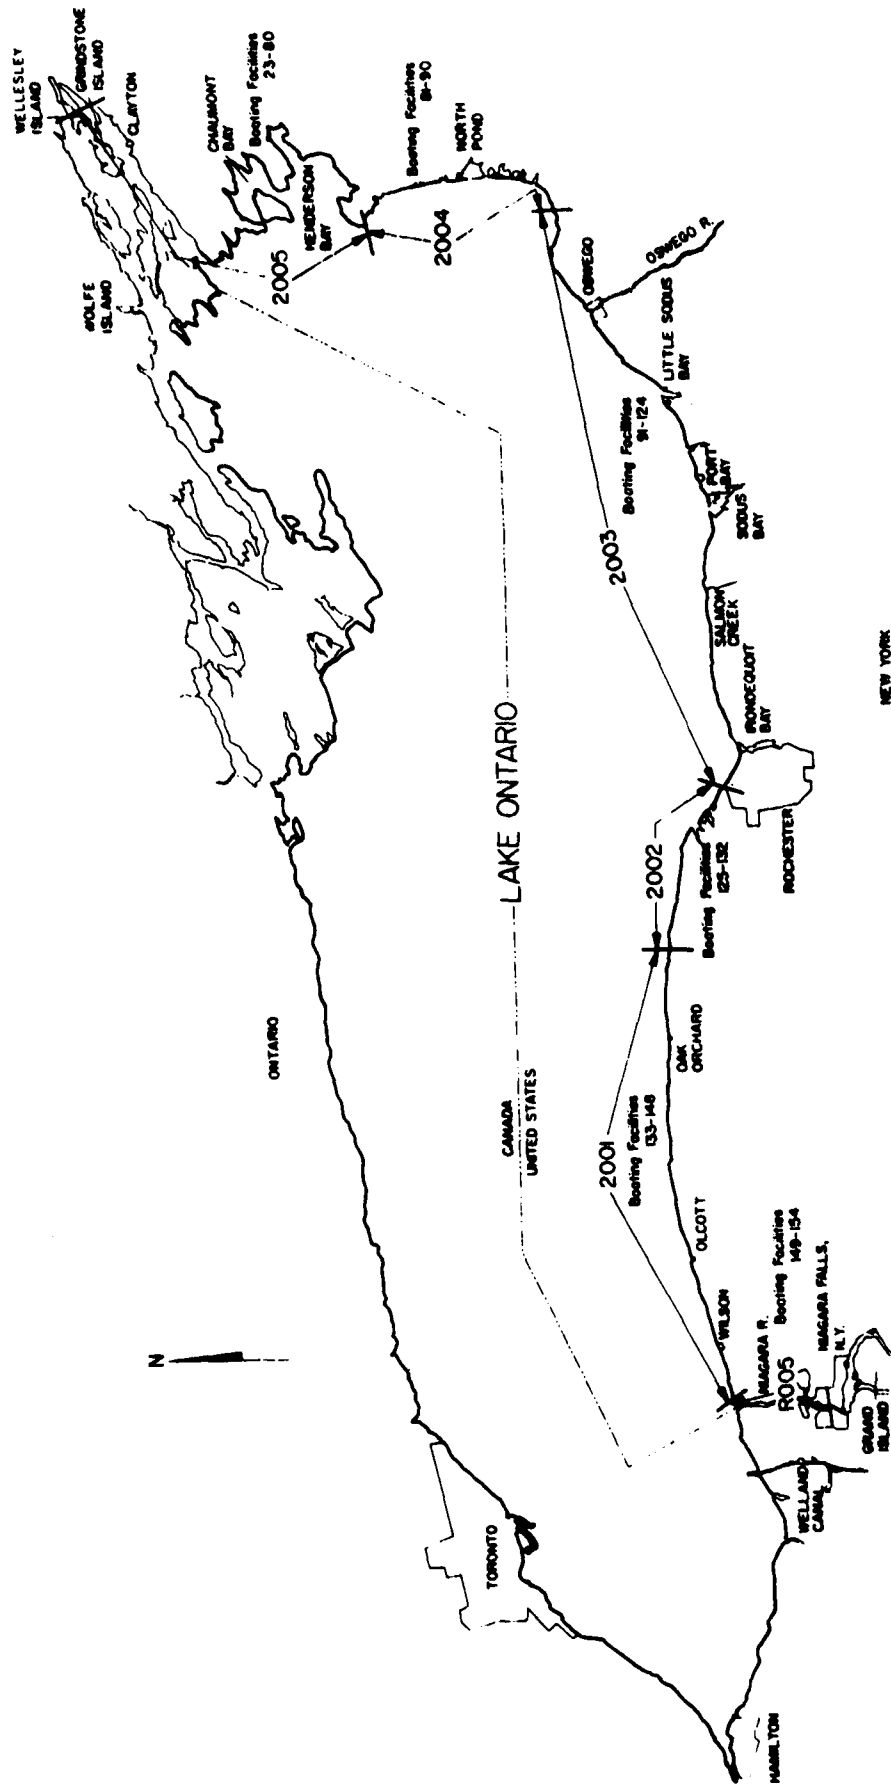 WELLESLEY
ISLAND
GRINDSTONE
ISLAND
CLAYTON
WOLFE
ISLAND
CHAUMONT
BAY
Boating Facilities
23-80
HENDERSON
BAY
2005
Boating Facilities
81-90
NORTH
POND
2004
OSWEGO
OSWEGO R.
LITTLE SODUS
BAY
Boating Facilities
91-124
PORT
BAY
SODUS
BAY
2003
SALMON
CREEK
IRONDEQUOIT
BAY
NEW YORK
LAKE ONTARIO
ROCHESTER
2002
Boating Facilities
125-132
ONTARIO
OAK
ORCHARD
CANADA
UNITED STATES
2001
Boating Facilities
133-148
OLCOTT
WILSON
N
NIAGARA R.
Boating Facilities
149-154
R005
NIAGARA FALLS,
N.Y.
GRAND
ISLAND
WELLAND
CANAL
TORONTO
HAMILTON